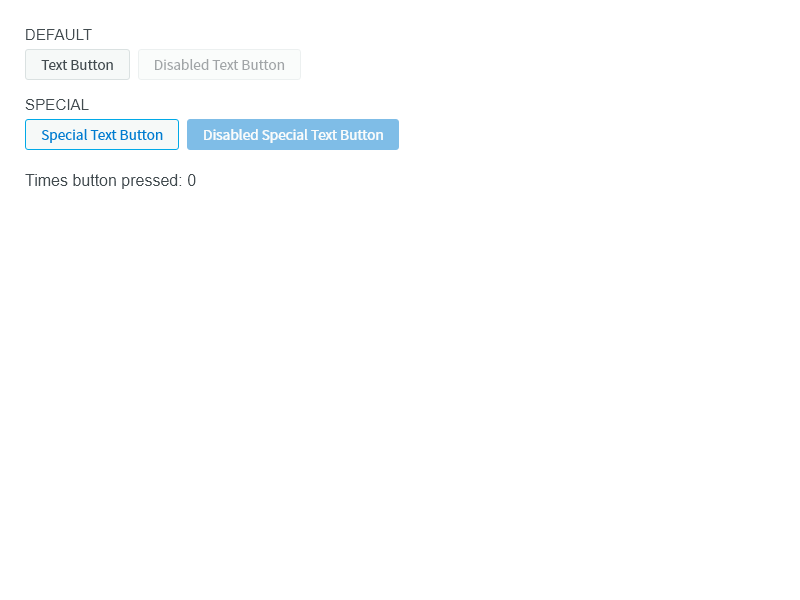 DEFAULT
Text Button Disabled Text Button
SPECIAL
Special Text Button Disabled Special Text Button
Times button pressed: 0